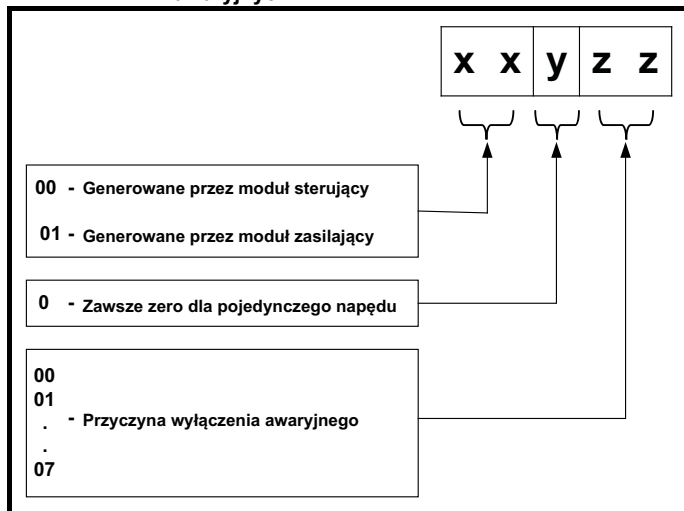 x x y z z
00 - Generowane przez moduł sterujący
01 - Generowane przez moduł zasilający
0 - Zawsze zero dla pojedynczego napędu
00
01
. - Przyczyna wyłączenia awaryjnego
.
07